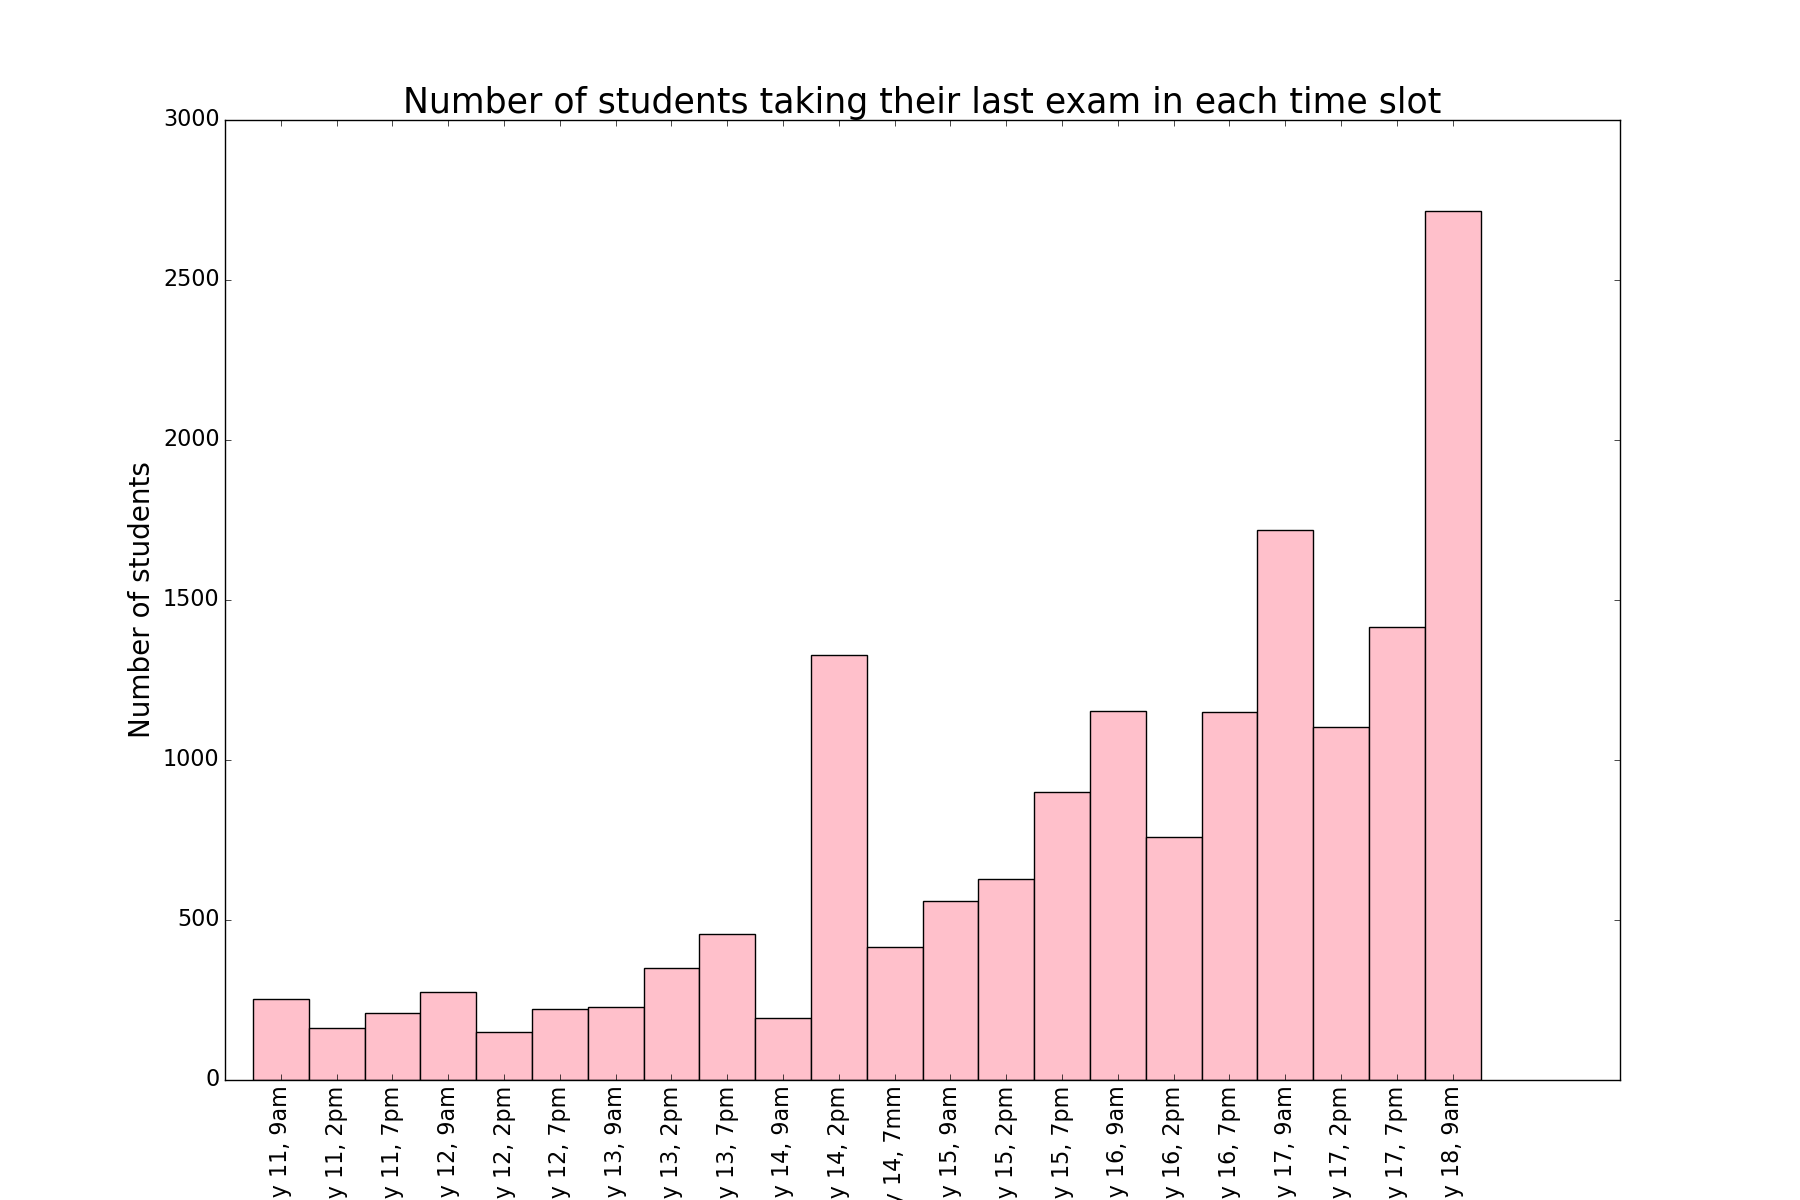 Number of students taking their last exam in each time slot
Number of students
3000
2500
2000
1500
1000
500
0
y 11, 9am
y 11, 2pm
y 11, 7pm
y 12, 9am
y 12, 2pm
y 12, 7pm
y 13, 9am
y 13, 2pm
y 13, 7pm
y 14, 9am
y 14, 2pm
y 14, 7mm
y 15, 9am
y 15, 2pm
y 15, 7pm
y 16, 9am
y 16, 2pm
y 16, 7pm
y 17, 9am
y 17, 2pm
y 17, 7pm
y 18, 9am